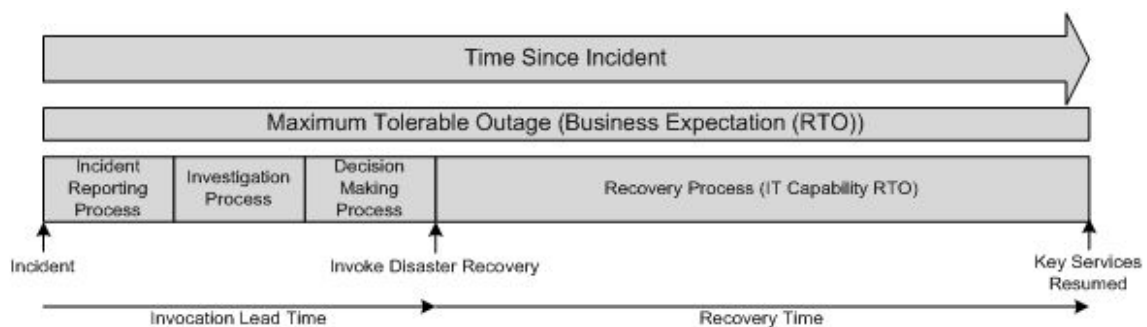 Time Since Incident
Maximum Tolerable Outage (Business Expectation (RTO))
Incident
Reporting
Process
Investigation
Process
Decision
Making
Process
Recovery Process (IT Capability RTO)
Incident
Invoke Disaster Recovery
Key Services
Resumed
Invocation Lead Time
Recovery Time